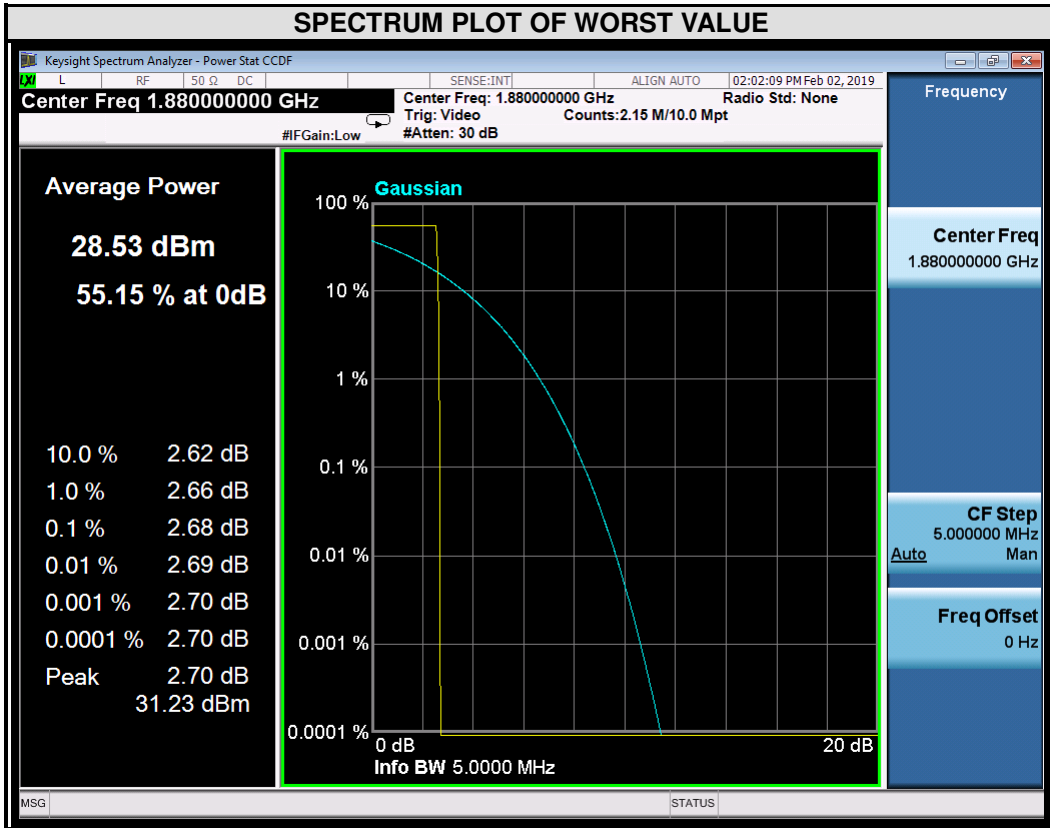 SPECTRUM PLOT OF WORST VALUE
Keysight Spectrum Analyzer - Power Stat CCDF
LXI L RF 50 Ω DC SENSE:INT ALIGN AUTO 02:02:09 PM Feb 02, 2019
Center Freq 1.880000000 GHz
Center Freq: 1.880000000 GHz Radio Std: None
Trig: Video Counts:2.15 M/10.0 Mpt
#IFGain:Low #Atten: 30 dB
Frequency
Average Power
28.53 dBm
55.15 % at 0dB
10.0 % 2.62 dB
1.0 % 2.66 dB
0.1 % 2.68 dB
0.01 % 2.69 dB
0.001 % 2.70 dB
0.0001 % 2.70 dB
Peak 2.70 dB
31.23 dBm
Gaussian
100 %
10 %
1 %
0.1 %
0.01 %
0.001 %
0.0001 %
0 dB 20 dB
Info BW 5.0000 MHz
Center Freq
1.880000000 GHz
CF Step
5.000000 MHz
Auto Man
Freq Offset
0 Hz
MSG STATUS